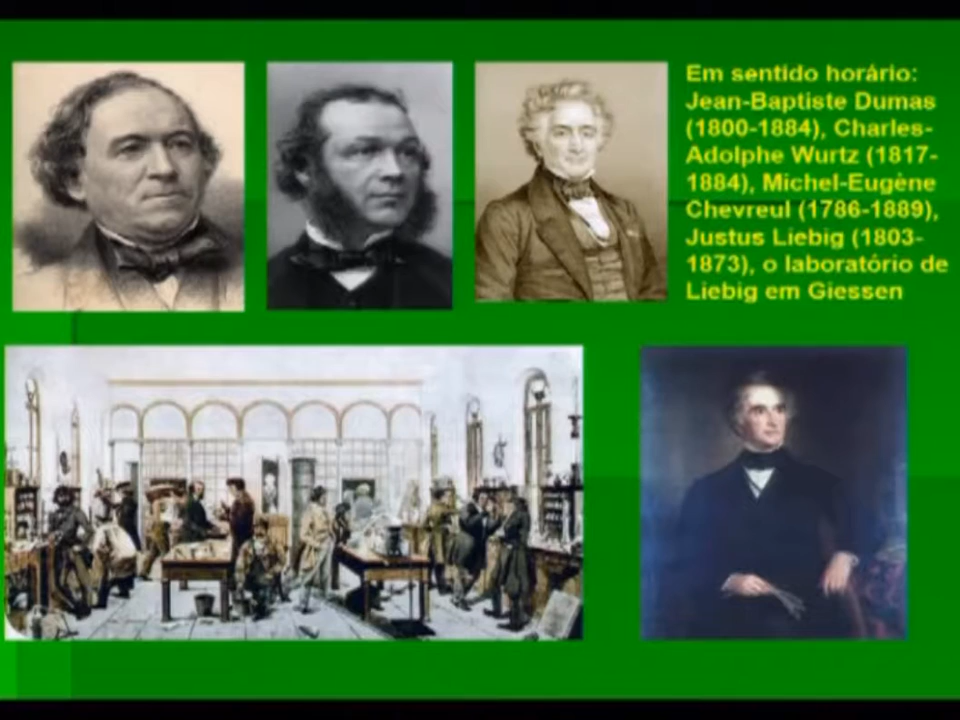 Em sentido horário:
Jean-Baptiste Dumas
(1800-1884), Charles-
Adolphe Wurtz (1817-
1884), Michel-Eugène
Chevreul (1786-1889),
Justus Liebig (1803-
1873), o laboratório de
Liebig em Giessen